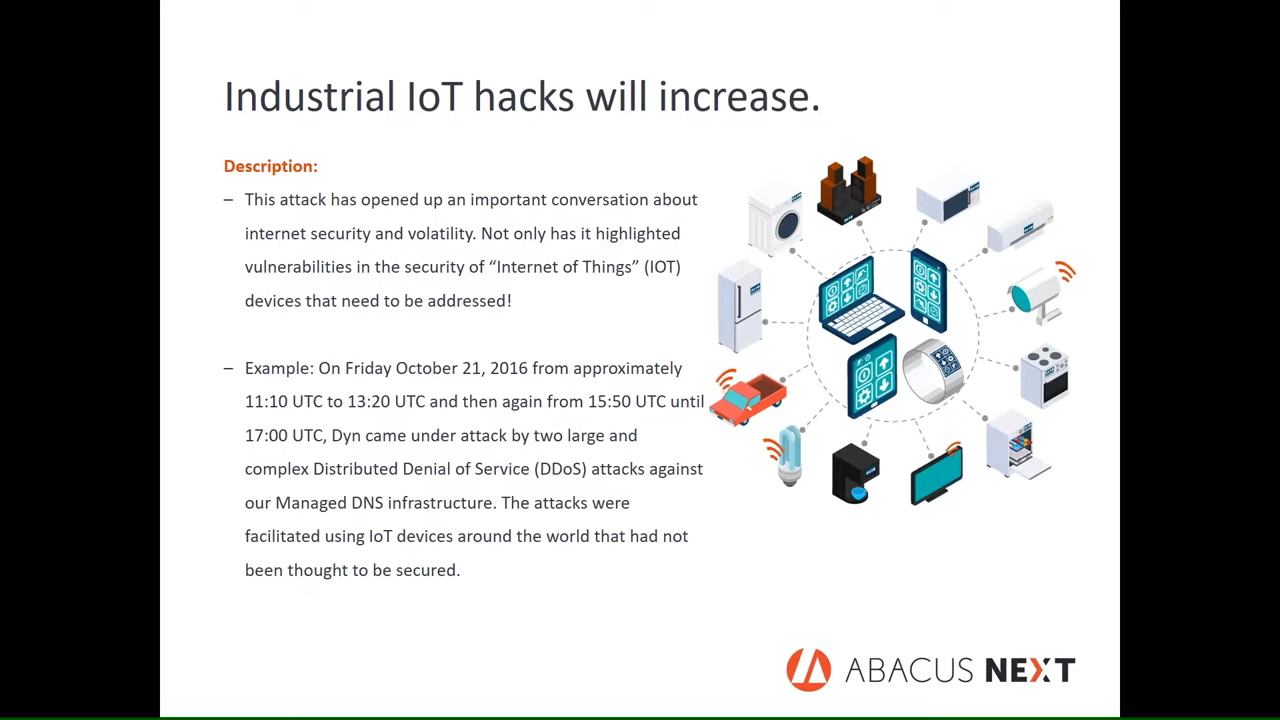 Industrial IoT hacks will increase.
Description:
– This attack has opened up an important conversation about
internet security and volatility. Not only has it highlighted
vulnerabilities in the security of “Internet of Things” (IOT)
devices that need to be addressed!
– Example: On Friday October 21, 2016 from approximately
11:10 UTC to 13:20 UTC and then again from 15:50 UTC until
17:00 UTC, Dyn came under attack by two large and
complex Distributed Denial of Service (DDoS) attacks against
our Managed DNS infrastructure. The attacks were
facilitated using IoT devices around the world that had not
been thought to be secured.
ABACUS NEXT